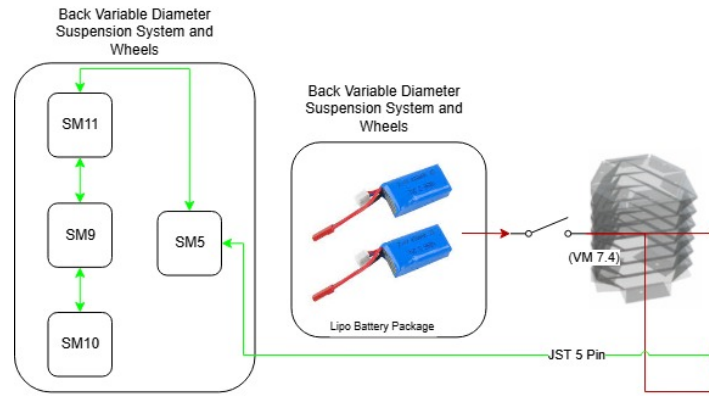 Back Variable Diameter
Suspension System and
Wheels
SM11
SM9
SM5
SM10
Back Variable Diameter
Suspension System and
Wheels
Lipo Battery Package
(VM 7.4)
JST 5 Pin